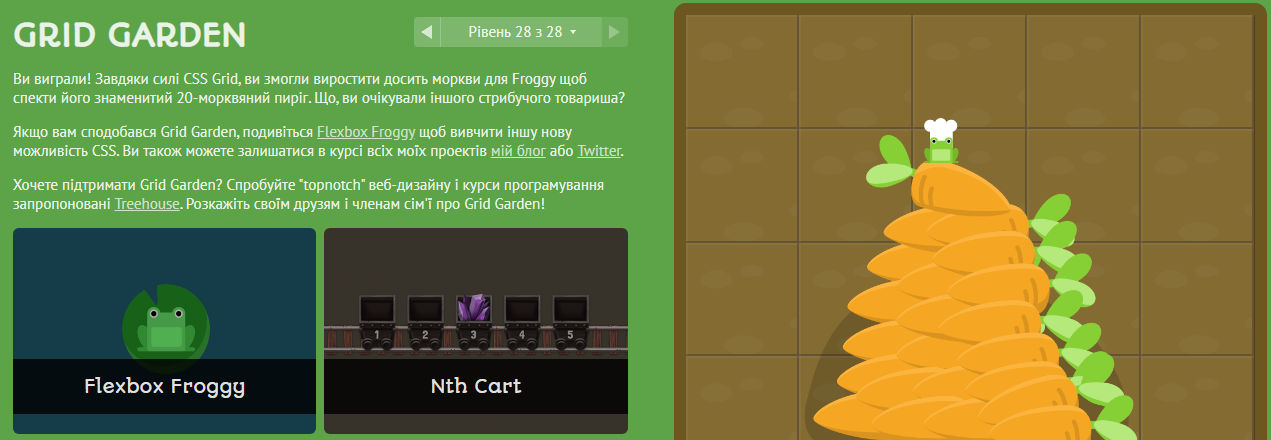 GRID GARDEN
Рівень 28 з 28
Ви виграли! Завдяки силі CSS Grid, ви змогли виростити досить моркви для Froggy щоб
спекти його знаменитий 20-морквяний пиріг. Що, ви очікували іншого стрибучого товариша?
Якщо вам сподобався Grid Garden, подивіться Flexbox Froggy щоб вивчити іншу нову
можливість CSS. Ви також можете залишатися в курсі всіх моїх проектів мій блог або Twitter.
Хочете підтримати Grid Garden? Спробуйте "topnotch" веб-дизайну і курси програмування
запропоновані Treehouse. Розкажіть своїм друзям і членам сім'ї про Grid Garden!
1 2 3 4 5
Flexbox Froggy
Nth Cart